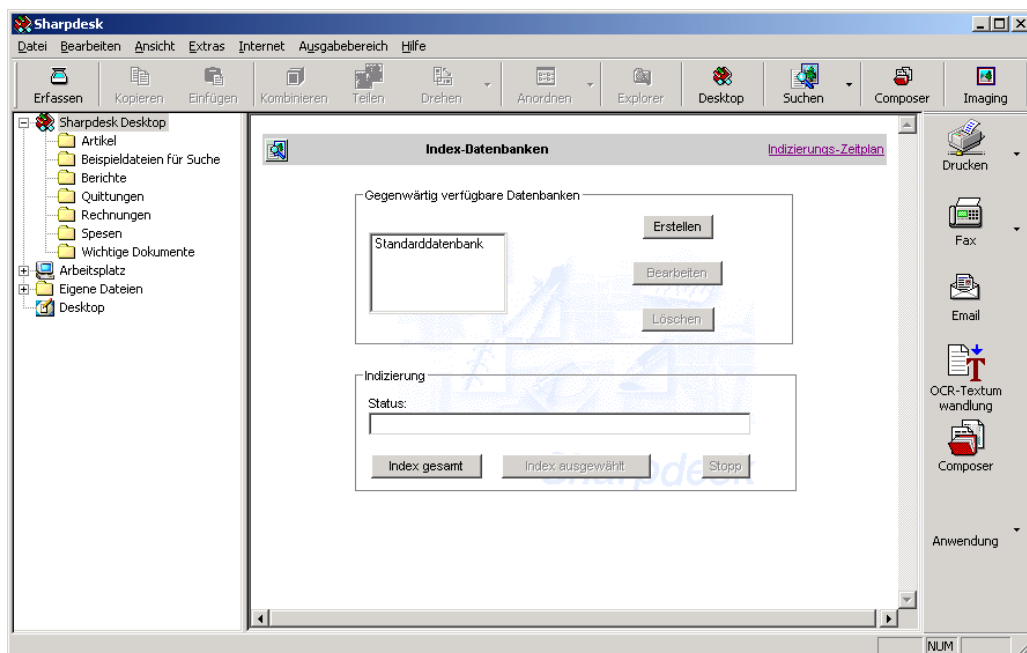 Sharpdesk
Datei Bearbeiten Ansicht Extras Internet Ausgabebereich Hilfe
Erfassen Kopieren Einfügen Kombinieren Teilen Drehen Anordnen Explorer Desktop Suchen Composer Imaging
Sharpdesk Desktop
Artikel
Beispieldateien für Suche
Berichte
Quittungen
Rechnungen
Spesen
Wichtige Dokumente
Arbeitsplatz
Eigene Dateien
Desktop
Index-Datenbanken
Indizierungs-Zeitplan
Gegenwärtig verfügbare Datenbanken
Standarddatenbank
Erstellen
Bearbeiten
Löschen
Indizierung
Status:
Index gesamt
Index ausgewählt
Stopp
Sharpdesk
Drucken
Fax
Email
OCR-Textum
wandlung
Composer
Anwendung
NUM